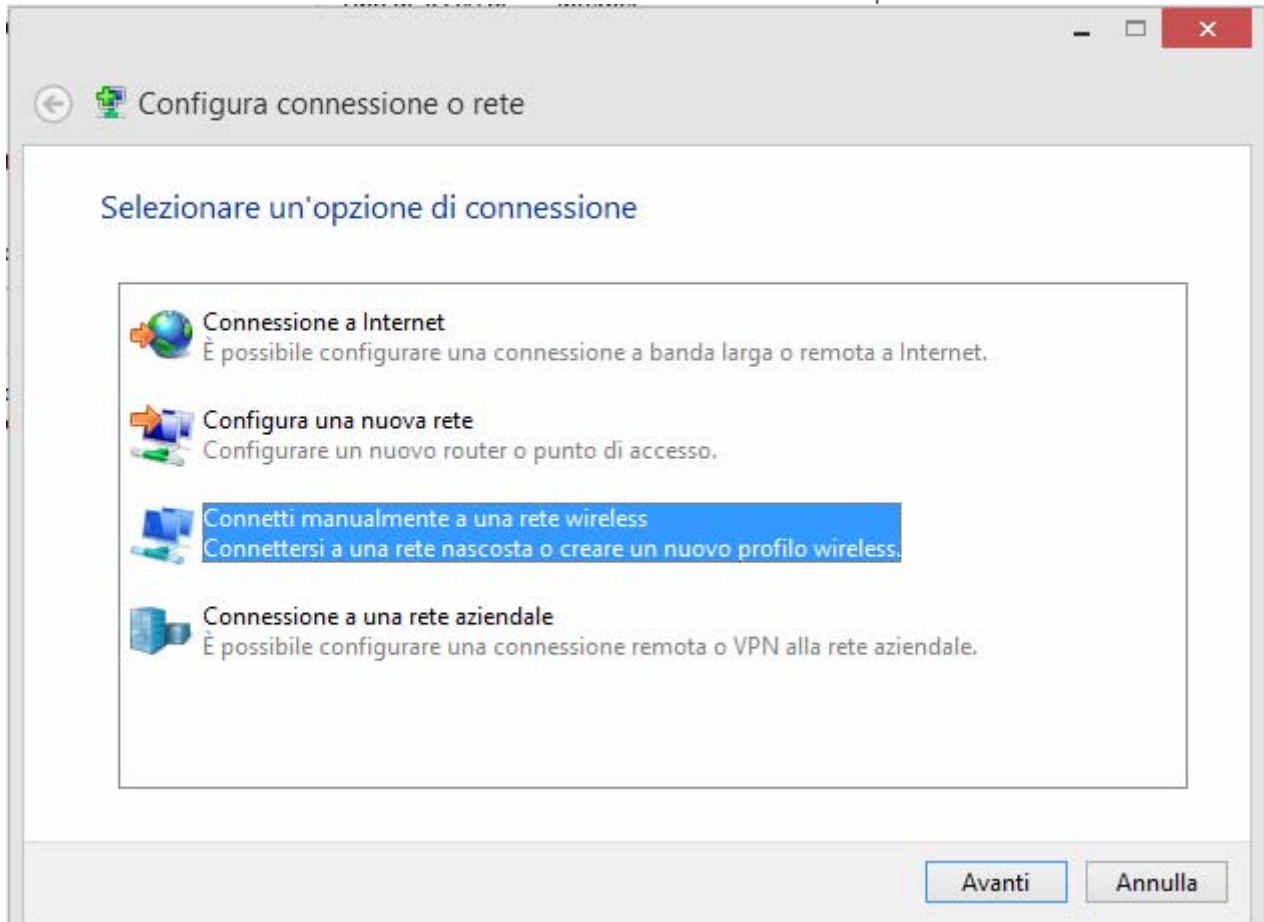 Configura connessione o rete
Selezionare un'opzione di connessione
Connessione a Internet
È possibile configurare una connessione a banda larga o remota a Internet.
Configura una nuova rete
Configurare un nuovo router o punto di accesso.
Connetti manualmente a una rete wireless
Connettersi a una rete nascosta o creare un nuovo profilo wireless.
Connessione a una rete aziendale
È possibile configurare una connessione remota o VPN alla rete aziendale.
Avanti
Annulla